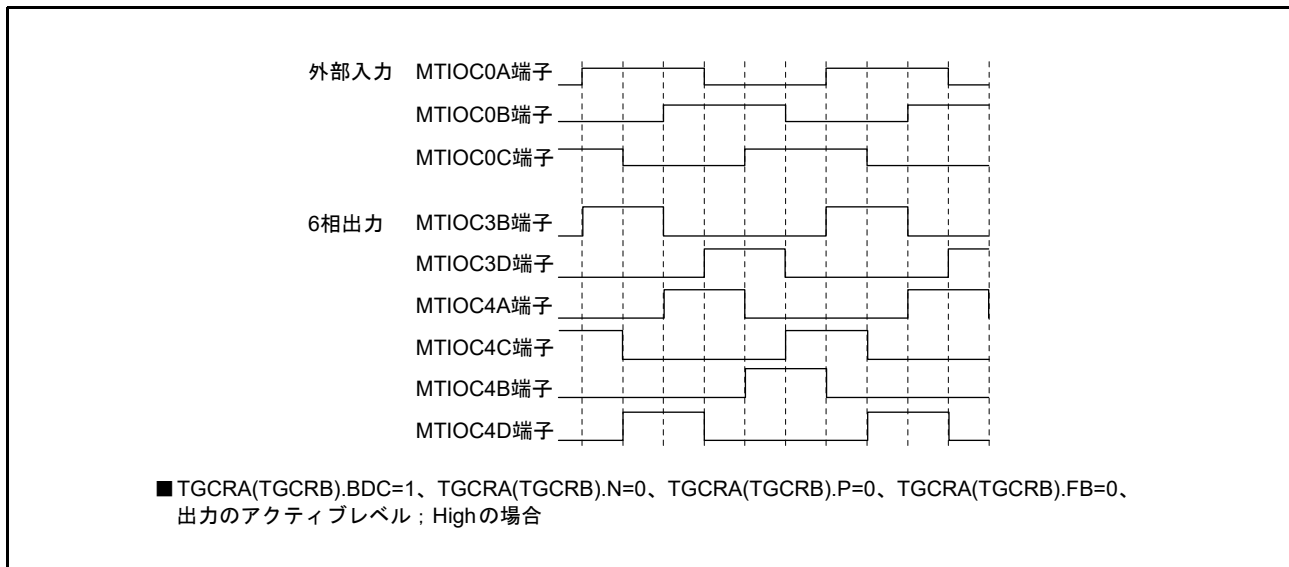 外部入力 MTIOC0A端子
MTIOC0B端子
MTIOC0C端子
6相出力 MTIOC3B端子
MTIOC3D端子
MTIOC4A端子
MTIOC4C端子
MTIOC4B端子
MTIOC4D端子
■ TGCRA(TGCRB).BDC=1、TGCRA(TGCRB).N=0、TGCRA(TGCRB).P=0、TGCRA(TGCRB).FB=0、
出力のアクティブレベル；Highの場合